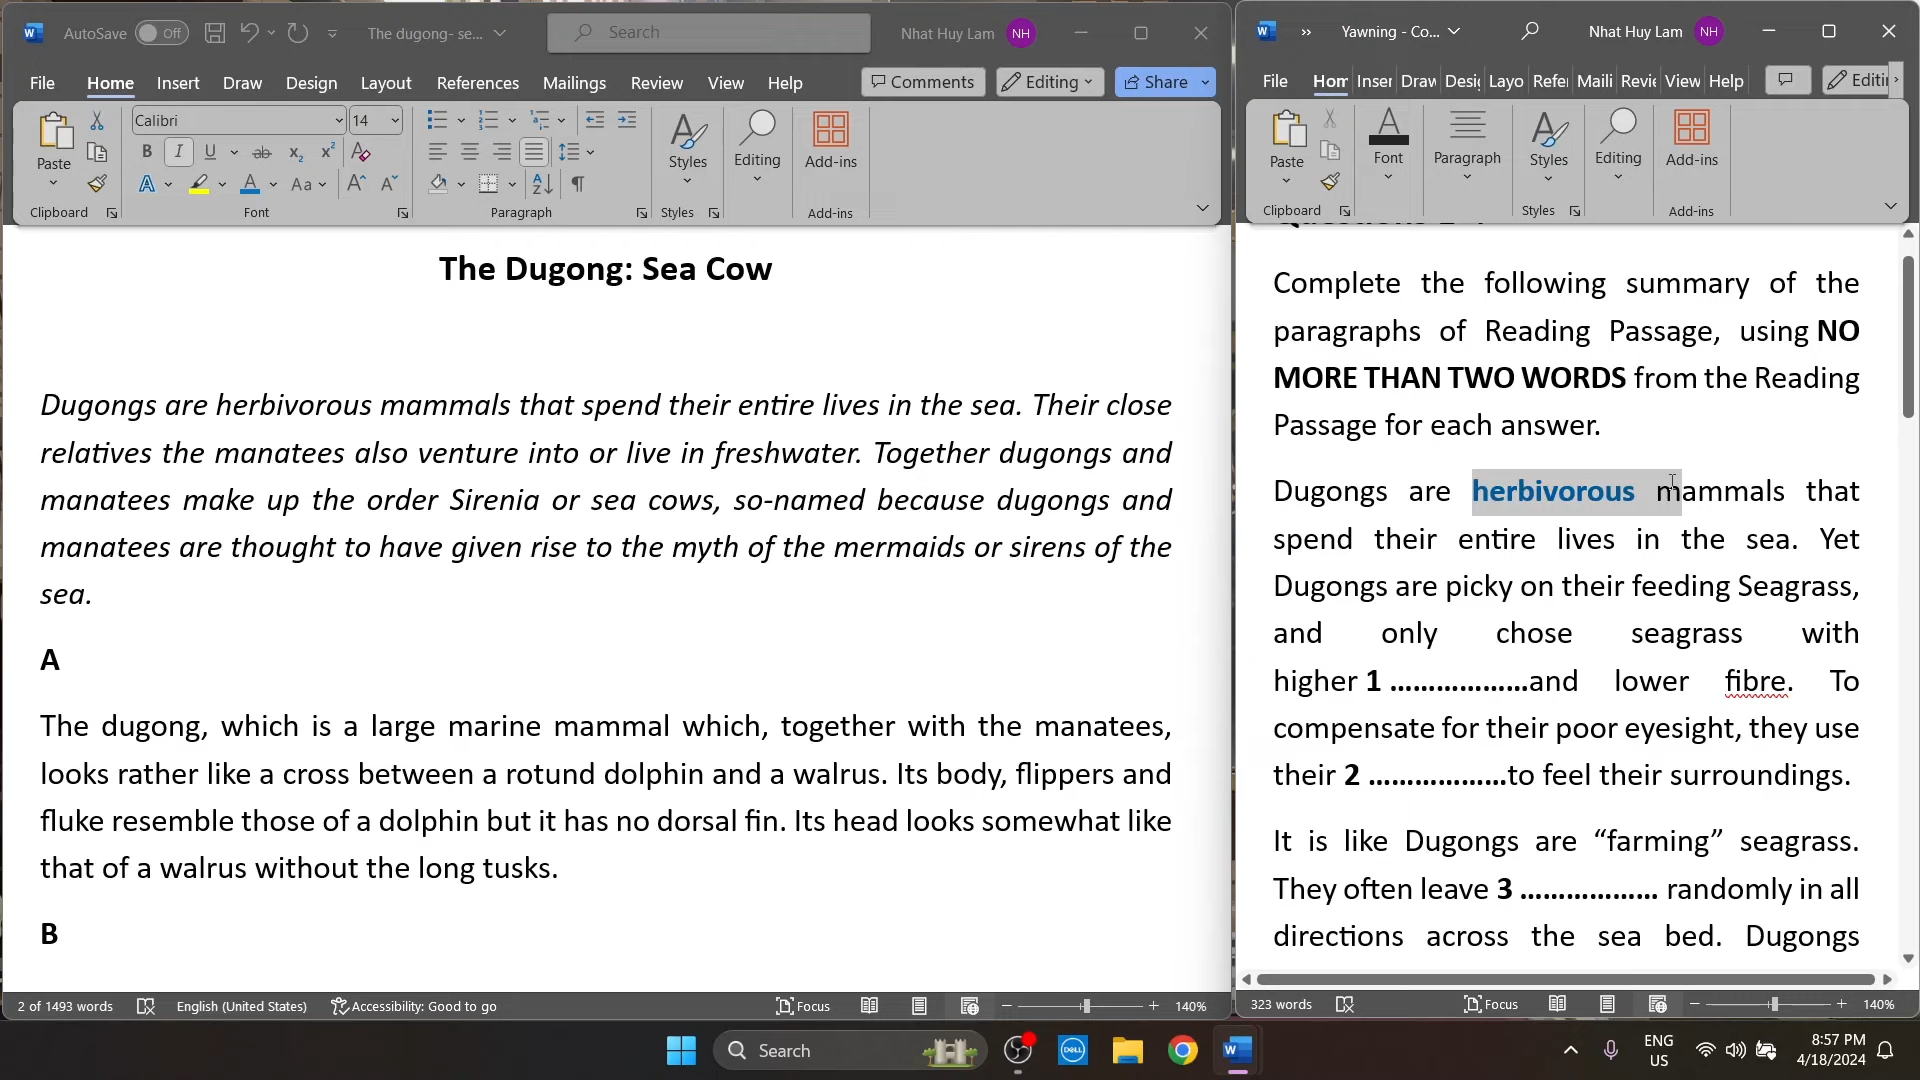 AutoSave Off The dugong- se... Search Nhat Huy Lam NH
File Home Insert Draw Design Layout References Mailings Review View Help Comments Editing Share
Calibri 14
Paste Styles Editing Add-ins
Clipboard Font Paragraph Styles Add-ins
The Dugong: Sea Cow
Dugongs are herbivorous mammals that spend their entire lives in the sea. Their close
relatives the manatees also venture into or live in freshwater. Together dugongs and
manatees make up the order Sirenia or sea cows, so-named because dugongs and
manatees are thought to have given rise to the myth of the mermaids or sirens of the
sea.
A
The dugong, which is a large marine mammal which, together with the manatees,
looks rather like a cross between a rotund dolphin and a walrus. Its body, flippers and
fluke resemble those of a dolphin but it has no dorsal fin. Its head looks somewhat like
that of a walrus without the long tusks.
B
2 of 1493 words English (United States) Accessibility: Good to go Focus 140%
Yawning - Co... Nhat Huy Lam NH
File Hom Inser Draw Desig Layo Refer Maili Revie View Help Editi
Paste Font Paragraph Styles Editing Add-ins
Clipboard Styles Add-ins
Complete the following summary of the
paragraphs of Reading Passage, using NO
MORE THAN TWO WORDS from the Reading
Passage for each answer.
Dugongs are herbivorous mammals that
spend their entire lives in the sea. Yet
Dugongs are picky on their feeding Seagrass,
and only chose seagrass with
higher 1 ………………and lower fibre. To
compensate for their poor eyesight, they use
their 2 ………………to feel their surroundings.
It is like Dugongs are “farming” seagrass.
They often leave 3 ……………… randomly in all
directions across the sea bed. Dugongs
323 words Focus 140%
Search DELL ENG US 8:57 PM 4/18/2024